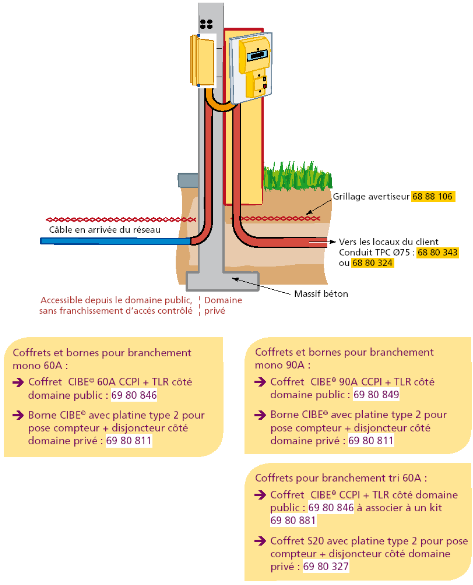 Grillage avertiseur 68 88 106
Câble en arrivée du réseau
Vers les locaux du client
Conduit TPC Ø75 : 68 80 343
ou 68 80 324
Massif béton
Accessible depuis le domaine public,
sans franchissement d'accés contrôlé
Domaine
privé
Coffrets et bornes pour branchement
mono 60A :
➔ Coffret CIBE® 60A CCPI + TLR côté
domaine public : 69 80 846
➔ Borne CIBE® avec platine type 2 pour
pose compteur + disjoncteur côté
domaine privé : 69 80 811
Coffrets et bornes pour branchement
mono 90A :
➔ Coffret CIBE® 90A CCPI + TLR côté
domaine public : 69 80 849
➔ Borne CIBE® avec platine type 2 pour
pose compteur + disjoncteur côté
domaine privé : 69 80 811
Coffrets pour branchement tri 60A :
➔ Coffret CIBE® CCPI + TLR côté domaine
public : 69 80 846 à associer à un kit
69 80 881
➔ Coffret S20 avec platine type 2 pour pose
compteur + disjoncteur côté domaine
privé : 69 80 327